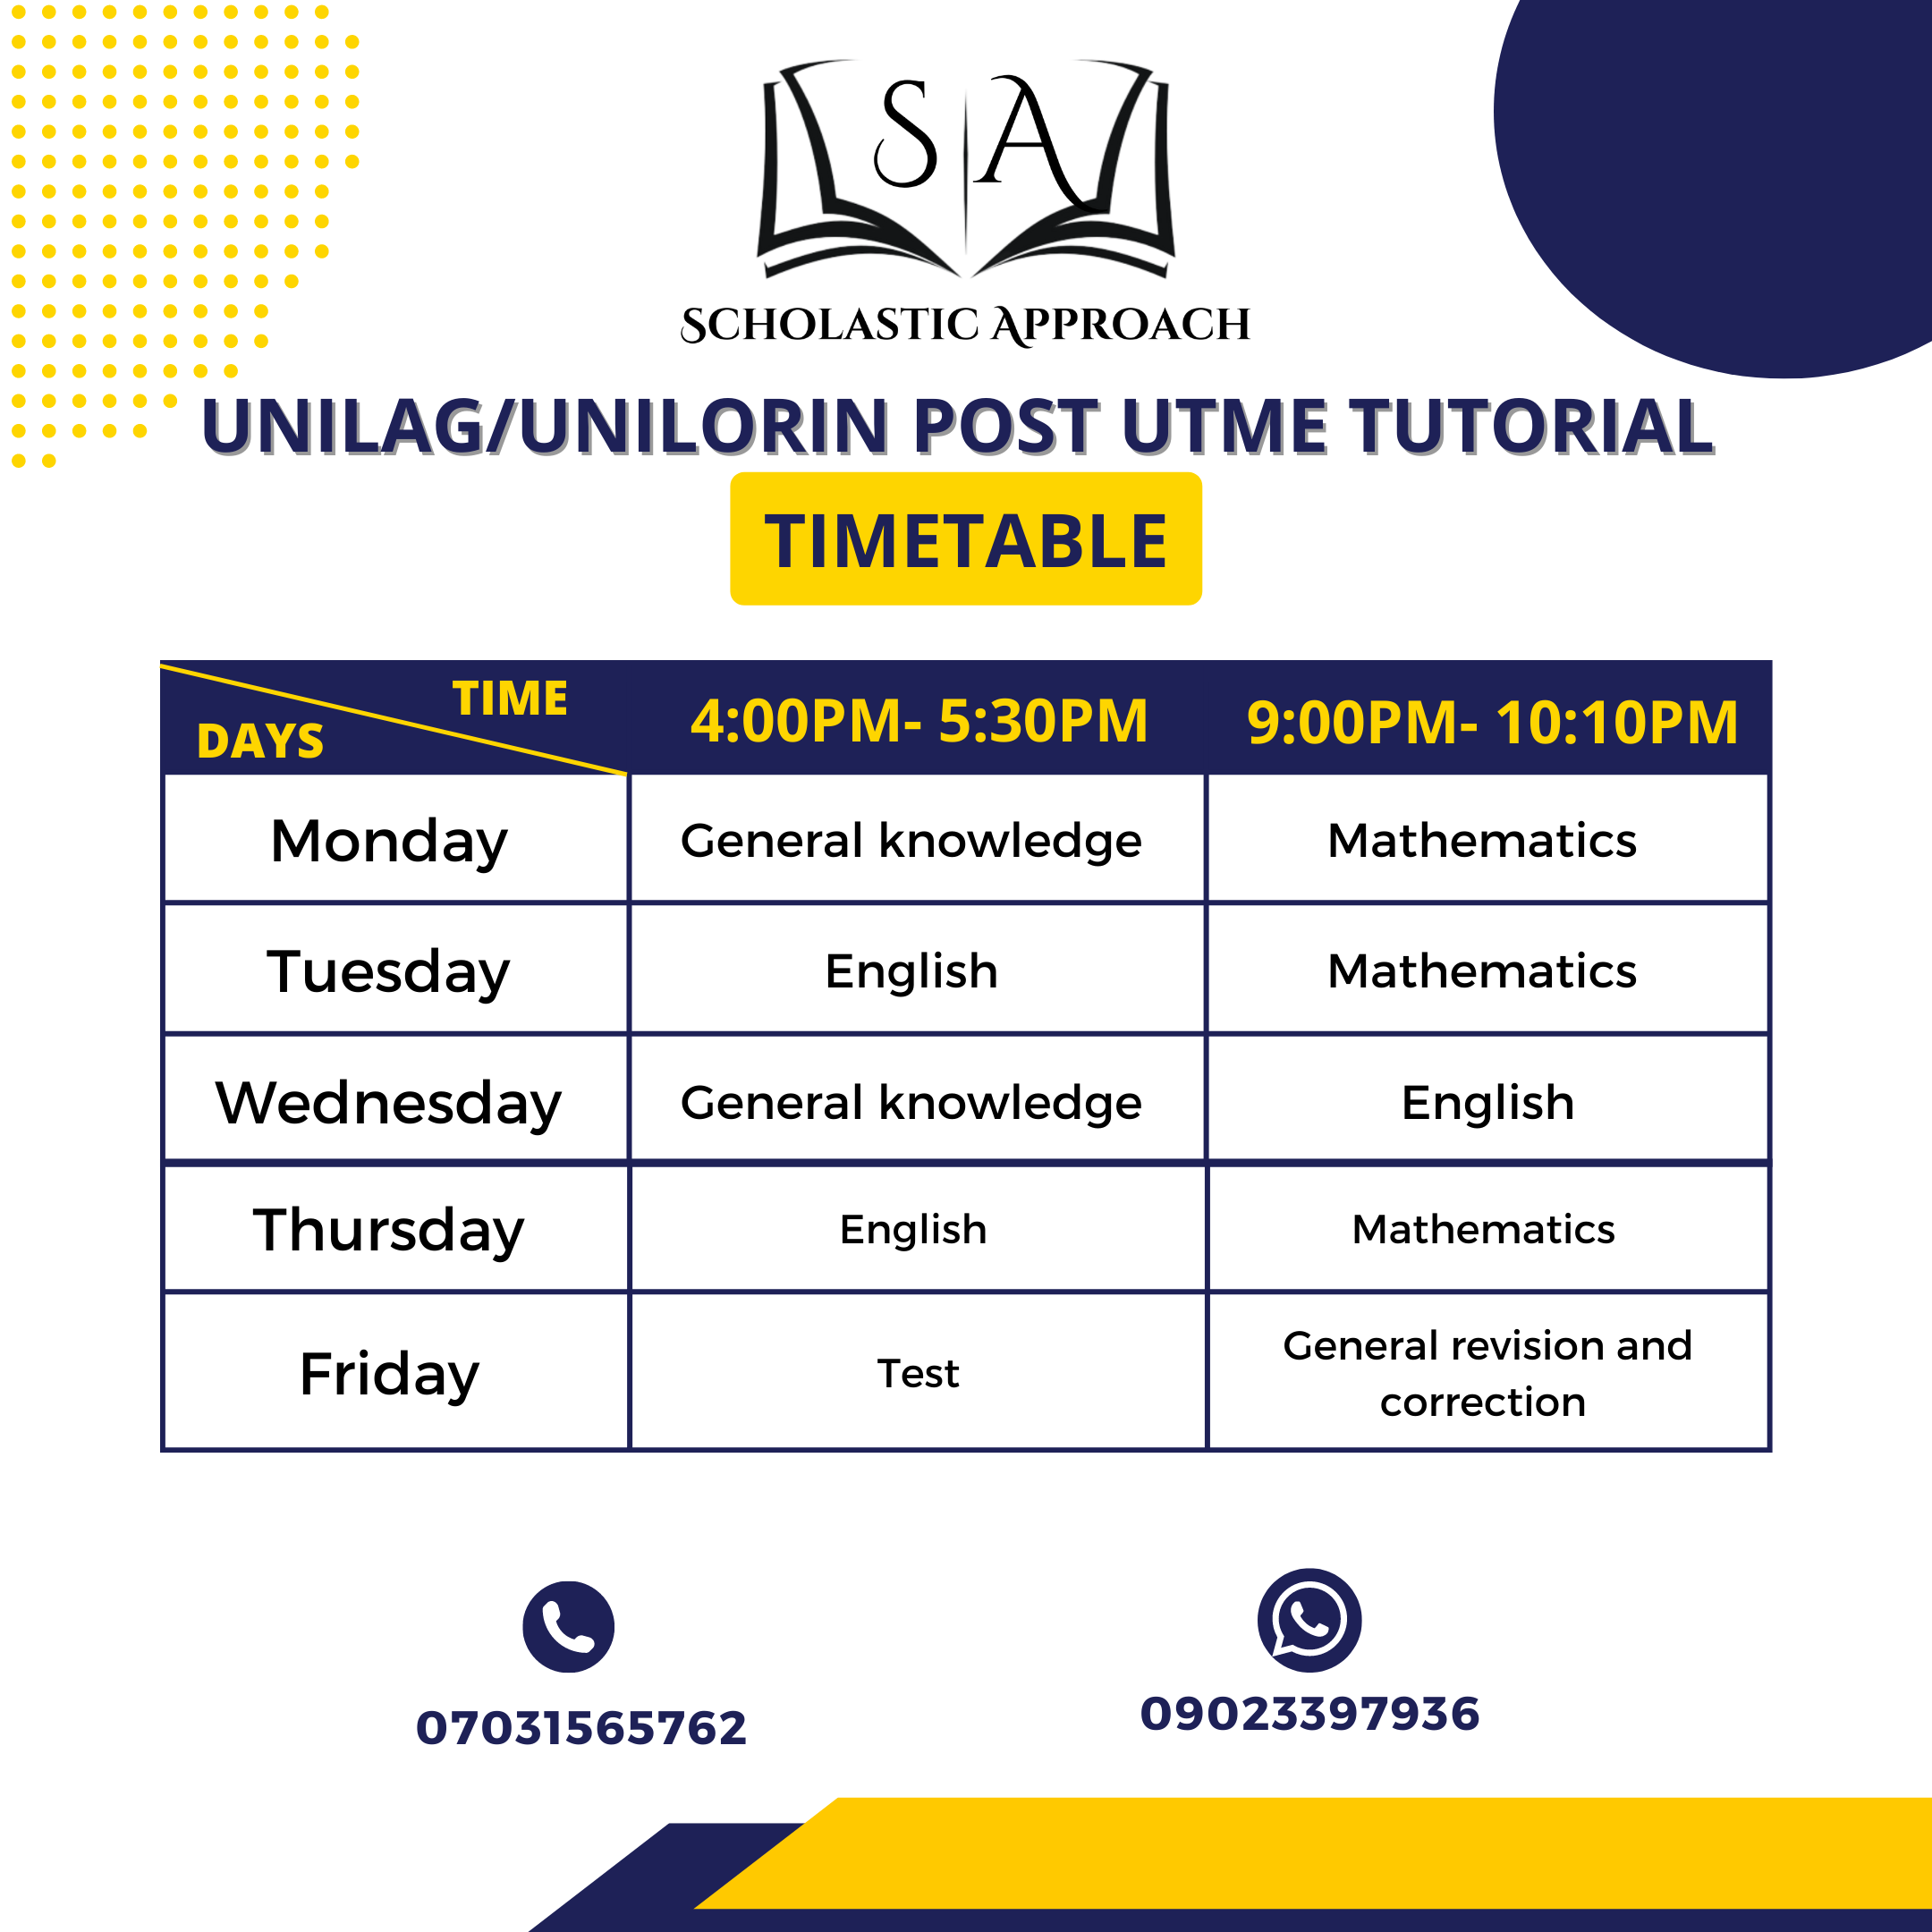 S A
Scholastic Approach
UNILAG/UNILORIN POST UTME TUTORIAL
TIMETABLE
TIME
DAYS
4:00PM- 5:30PM
9:00PM- 10:10PM
Monday
General knowledge
Mathematics
Tuesday
English
Mathematics
Wednesday
General knowledge
English
Thursday
English
Mathematics
Friday
Test
General revision and
correction
07031565762
09023397936